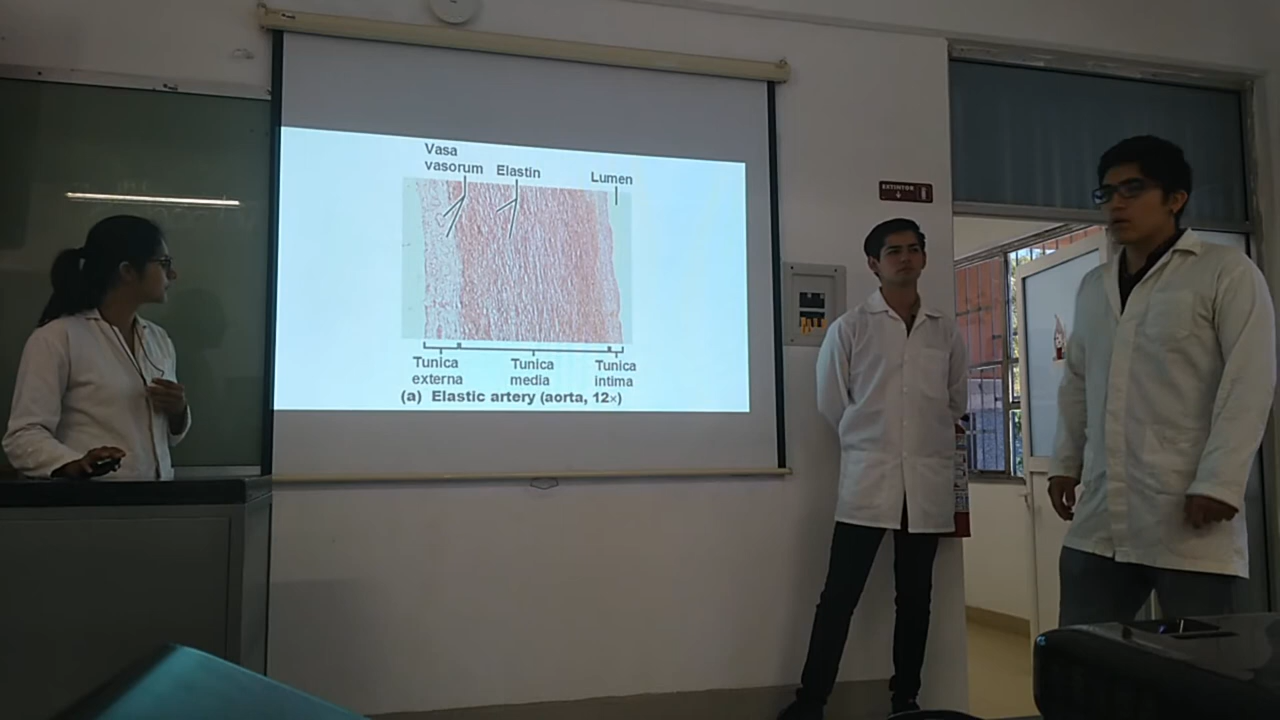 Vasa
vasorum
Elastin
Lumen
Tunica
externa
Tunica
media
Tunica
intima
(a) Elastic artery (aorta, 12×)
EXTINTOR